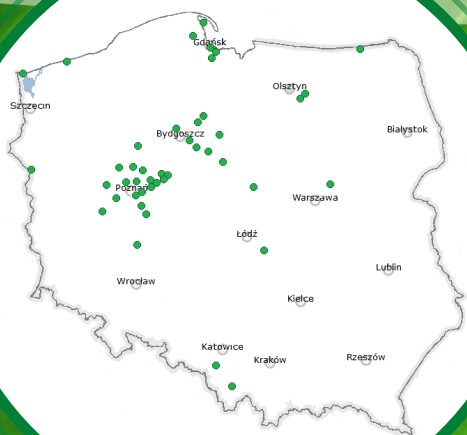 Gdańsk
Olsztyn
Szczecin
Białystok
Bydgoszcz
Poznań
Warszawa
Łódź
Lublin
Wrocław
Kielce
Katowice
Kraków
Rzeszów